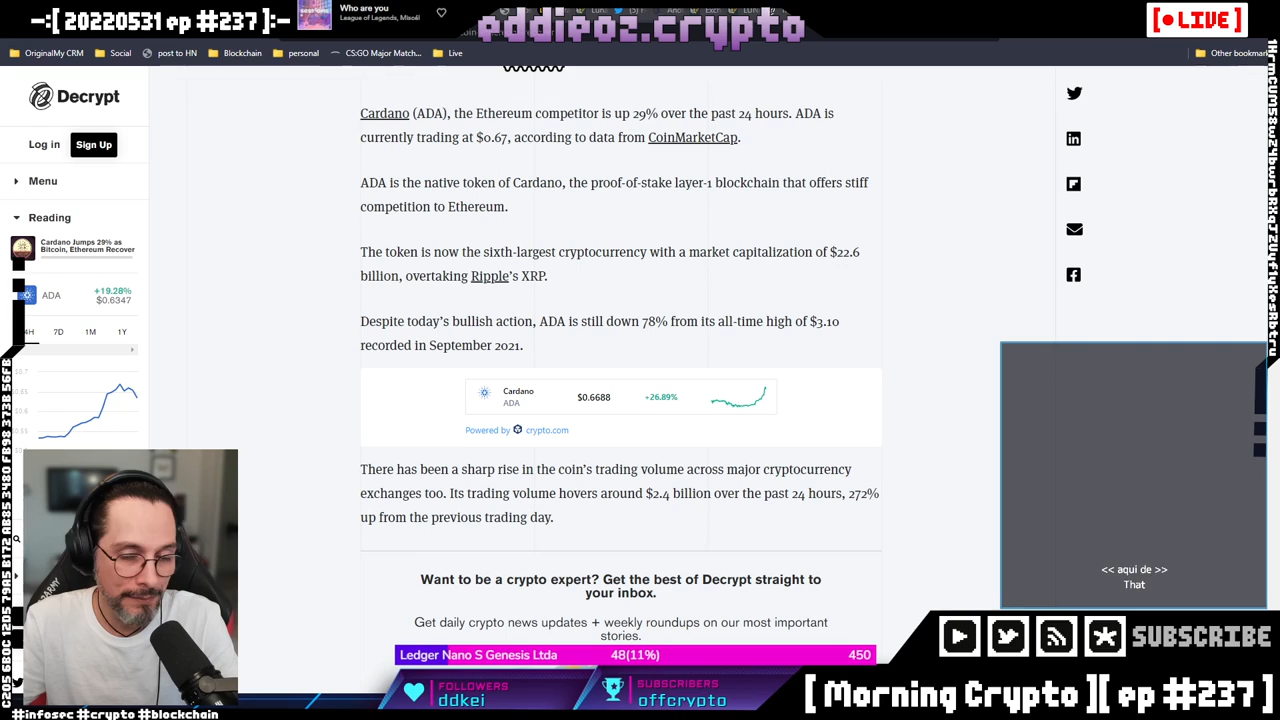 —:[ 20220531 ep #237 ]:—
Who are you
League of Legends, Miscél
eddieoz.crypto
[● LIVE]
OriginalMy CRM
Social
post to HN
Blockchain
personal
CS:GO Major Match...
Live
Other bookmar
Decrypt
Log in
Sign Up
Menu
Reading
Cardano Jumps 29% as
Bitcoin, Ethereum Recover
ADA
+19.28%
$0.6347
7D
1M
1Y
Cardano (ADA), the Ethereum competitor is up 29% over the past 24 hours. ADA is
currently trading at $0.67, according to data from CoinMarketCap.
ADA is the native token of Cardano, the proof-of-stake layer-1 blockchain that offers stiff
competition to Ethereum.
The token is now the sixth-largest cryptocurrency with a market capitalization of $22.6
billion, overtaking Ripple's XRP.
Despite today's bullish action, ADA is still down 78% from its all-time high of $3.10
recorded in September 2021.
Cardano
ADA
$0.6688
+26.89%
Powered by crypto.com
There has been a sharp rise in the coin's trading volume across major cryptocurrency
exchanges too. Its trading volume hovers around $2.4 billion over the past 24 hours, 272%
up from the previous trading day.
Want to be a crypto expert? Get the best of Decrypt straight to
your inbox.
Get daily crypto news updates + weekly roundups on our most important
stories.
Ledger Nano S Genesis Ltda
48(11%)
450
FOLLOWERS
ddkei
SUBSCRIBERS
offcrypto
<< aqui de >>
That
SUBSCRIBE
[ Morning Crypto ][ ep #237 ]
#infosec #crypto #blockchain